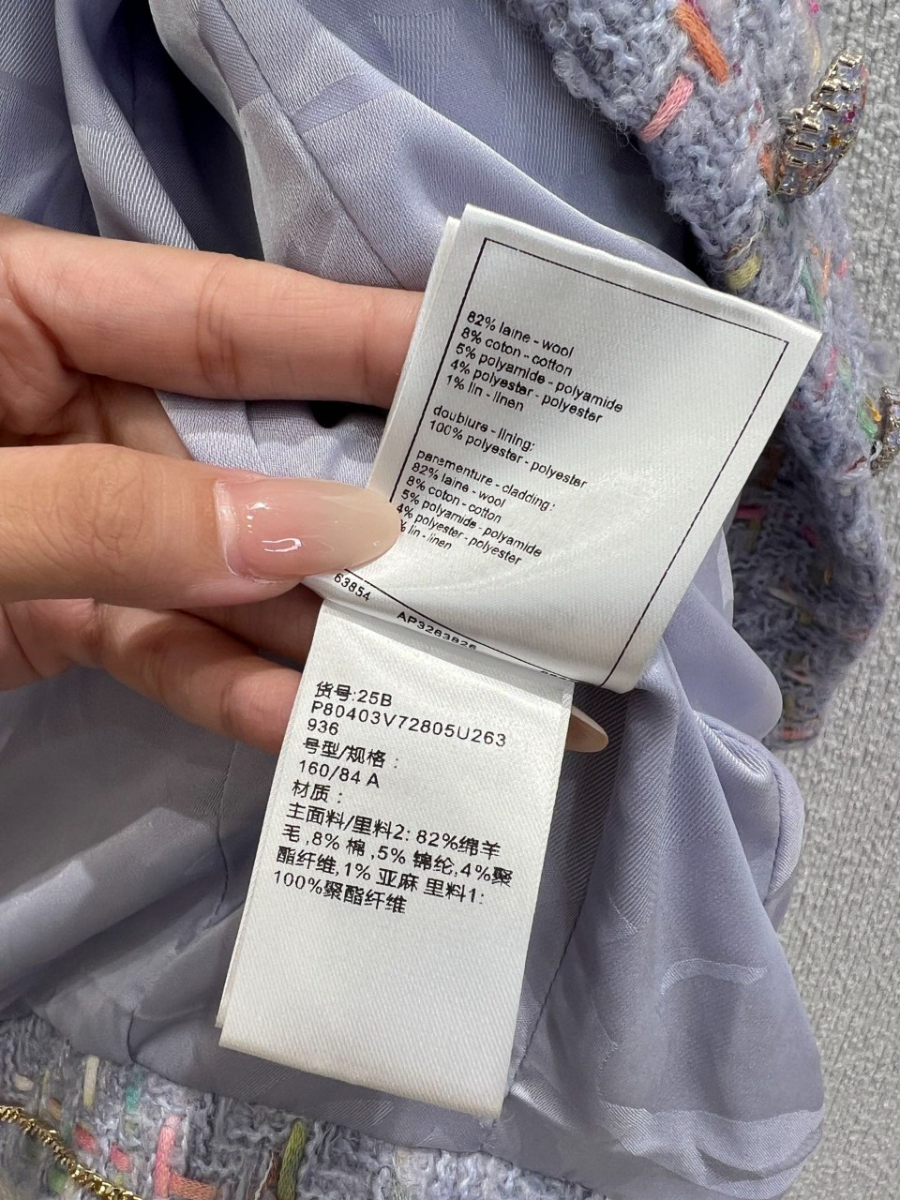 82% laine - wool
8% coton - cotton
5% polyamide - polyamide
4% polyester - polyester
1% lin - linen
doublure - lining:
100% polyester - polyester
parementure - cladding:
82% laine - wool
8% coton - cotton
5% polyamide - polyamide
4% polyester - polyester
% lin - linen
63854 AP3263826
货号:25B
P80403V72805U263
936
号型/规格：
160/84 A
材质：
主面料/里料2: 82%绵羊
毛 ,8% 棉 ,5% 锦纶,4%聚
酯纤维,1% 亚麻 里料1:
100%聚酯纤维